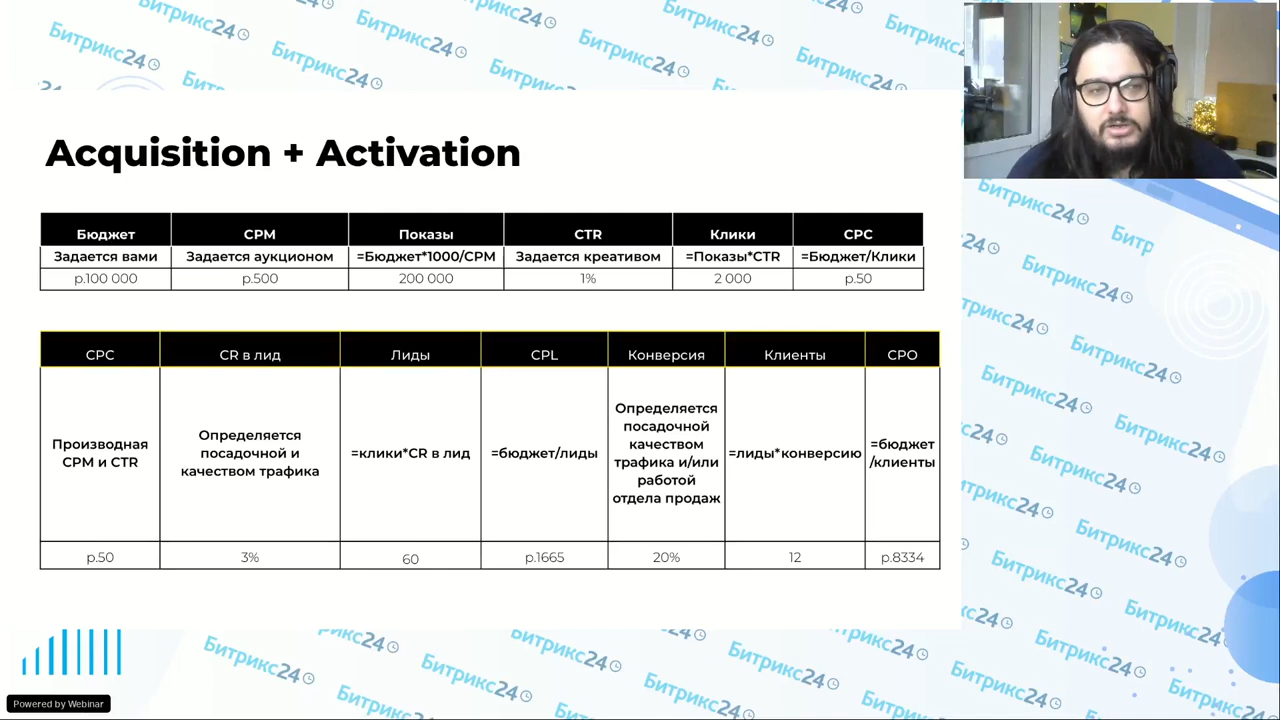 Битрикс24
Acquisition + Activation
Бюджет CPM Показы CTR Клики CPC
Задается вами Задается аукционом =Бюджет*1000/CPM Задается креативом =Показы*CTR =Бюджет/Клики
р.100 000 р.500 200 000 1% 2 000 р.50
CPC CR в лид Лиды CPL Конверсия Клиенты CPO
Производная
CPM и CTR
Определяется
посадочной и
качеством трафика
=клики*CR в лид
=бюджет/лиды
Определяется
посадочной
качеством
трафика и/или
работой
отдела продаж
=лиды*конверсию
=бюджет
/клиенты
р.50 3% 60 р.1665 20% 12 р.8334
Powered by Webinar